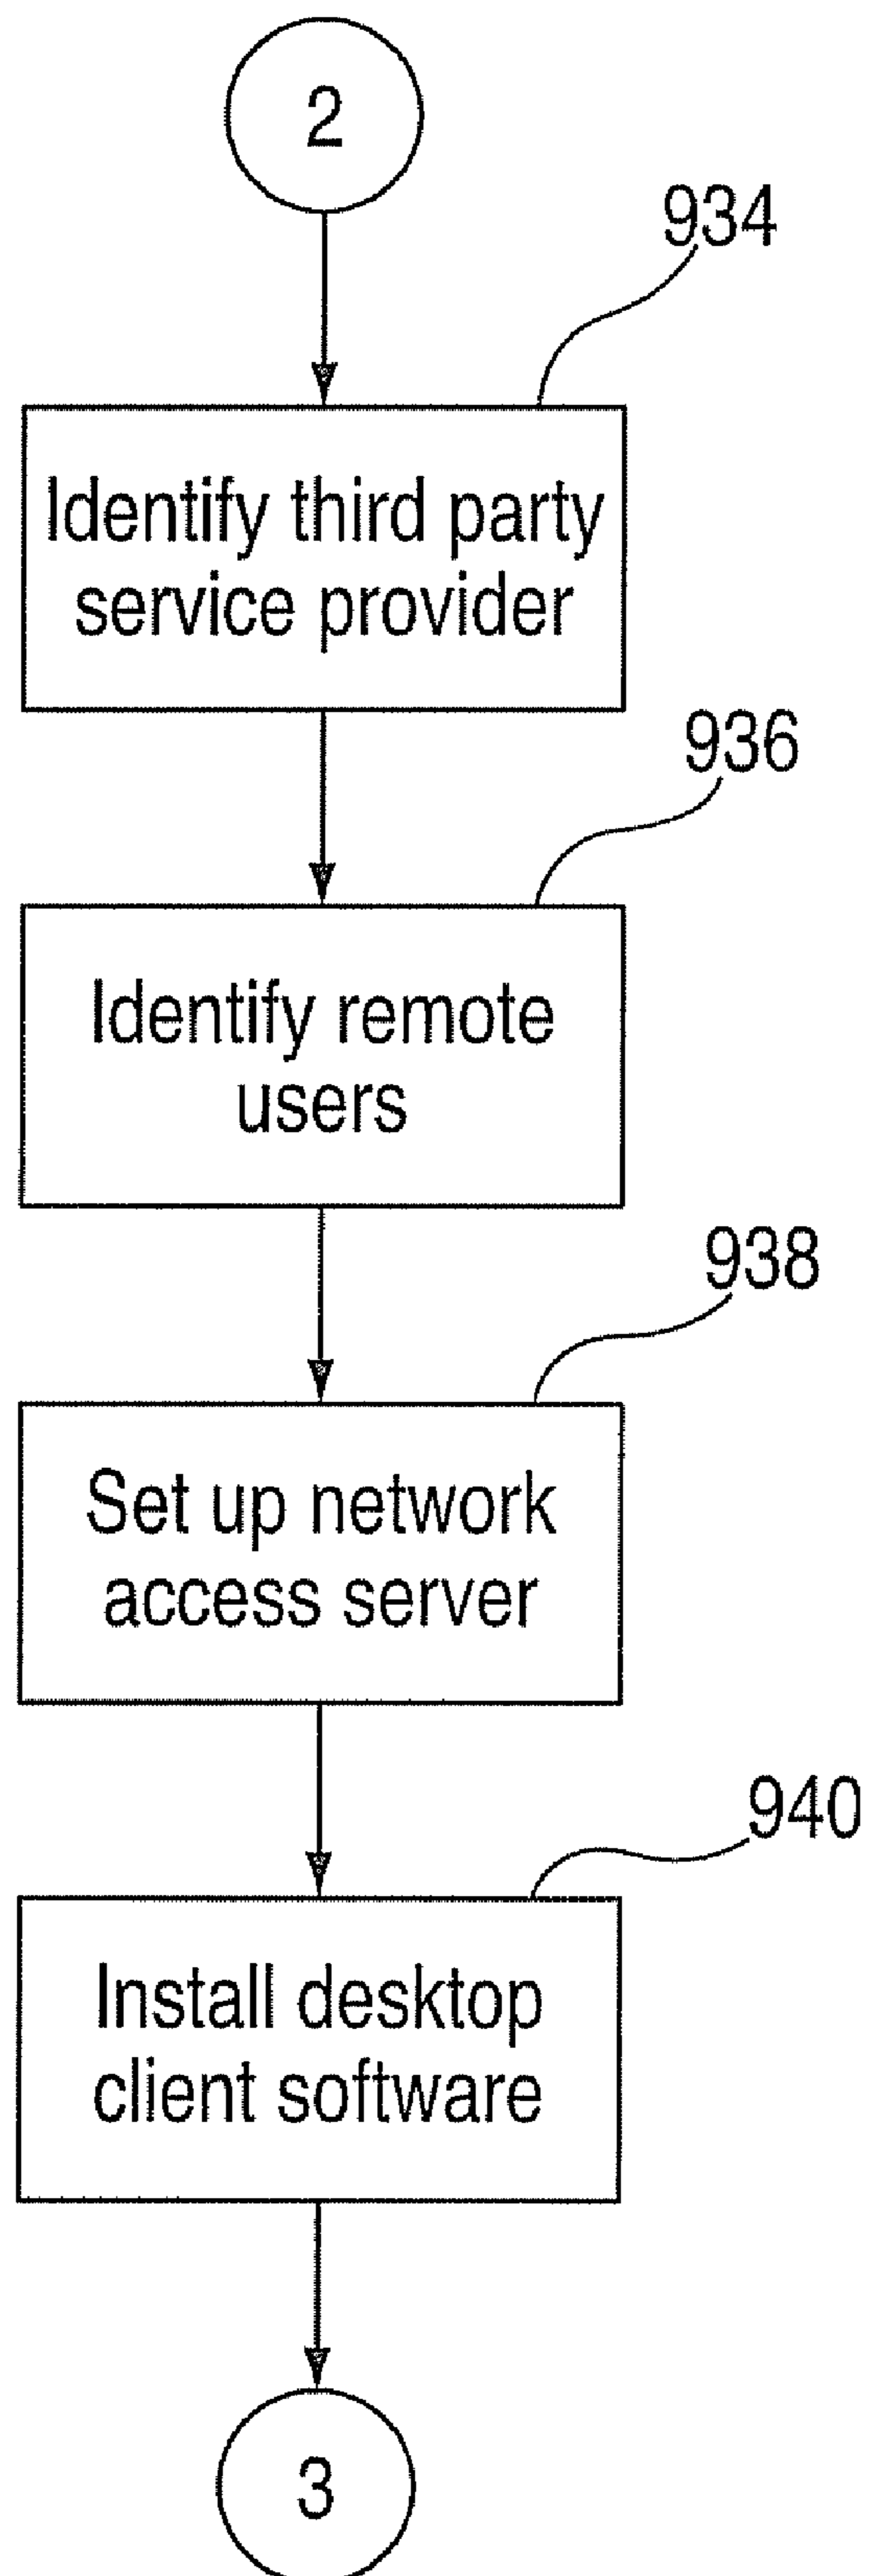 2
934
Identify third party
service provider
936
Identify remote
users
938
Set up network
access server
940
Install desktop
client software
3